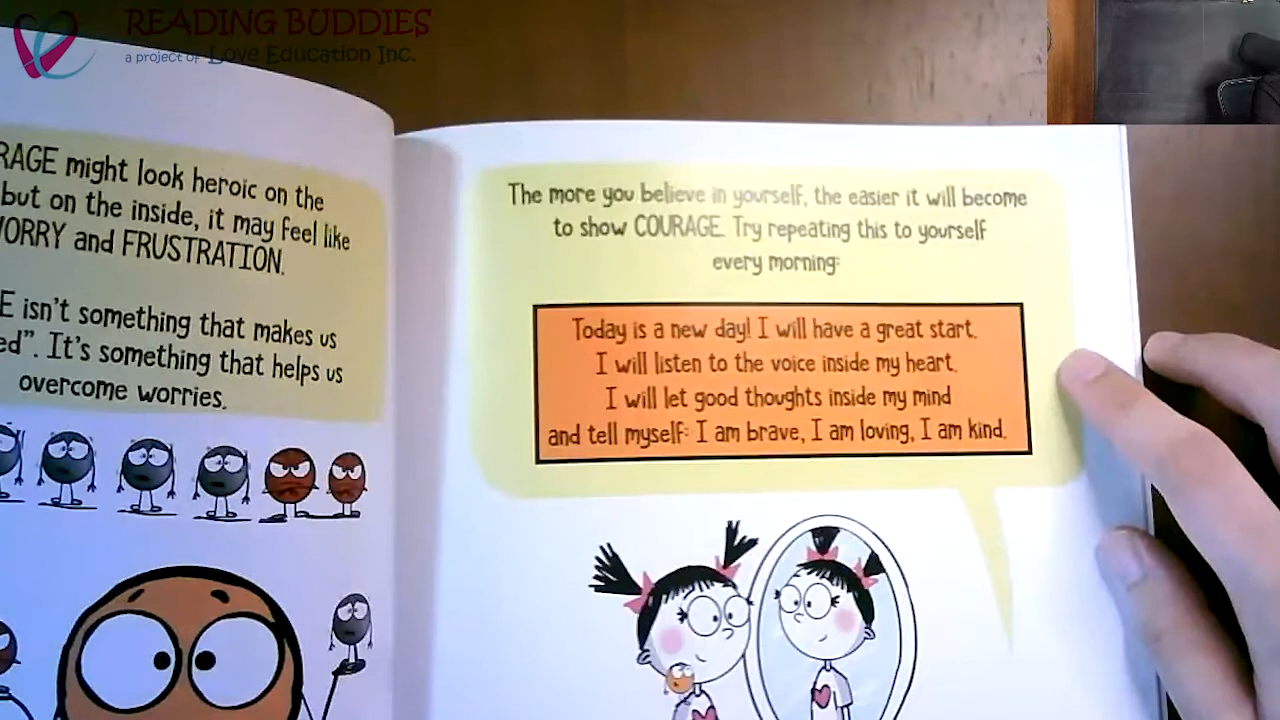 READING BUDDIES
a project of Love Education Inc.
RAGE might look heroic on the
but on the inside, it may feel like
ORRY and FRUSTRATION.
E isn't something that makes us
ed". It's something that helps us
overcome worries.
The more you believe in yourself, the easier it will become
to show COURAGE. Try repeating this to yourself
every morning:
Today is a new day! I will have a great start.
I will listen to the voice inside my heart.
I will let good thoughts inside my mind
and tell myself: I am brave, I am loving, I am kind.